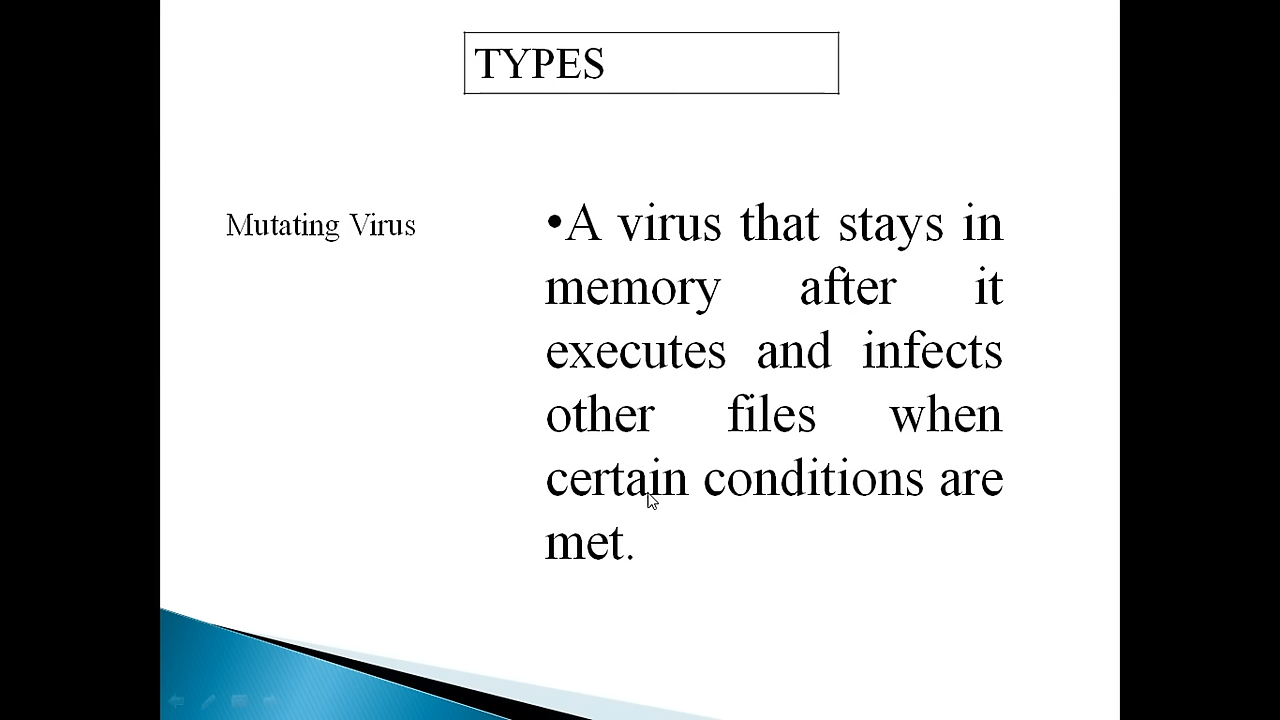 TYPES
Mutating Virus
•A virus that stays in
memory after it
executes and infects
other files when
certain conditions are
met.